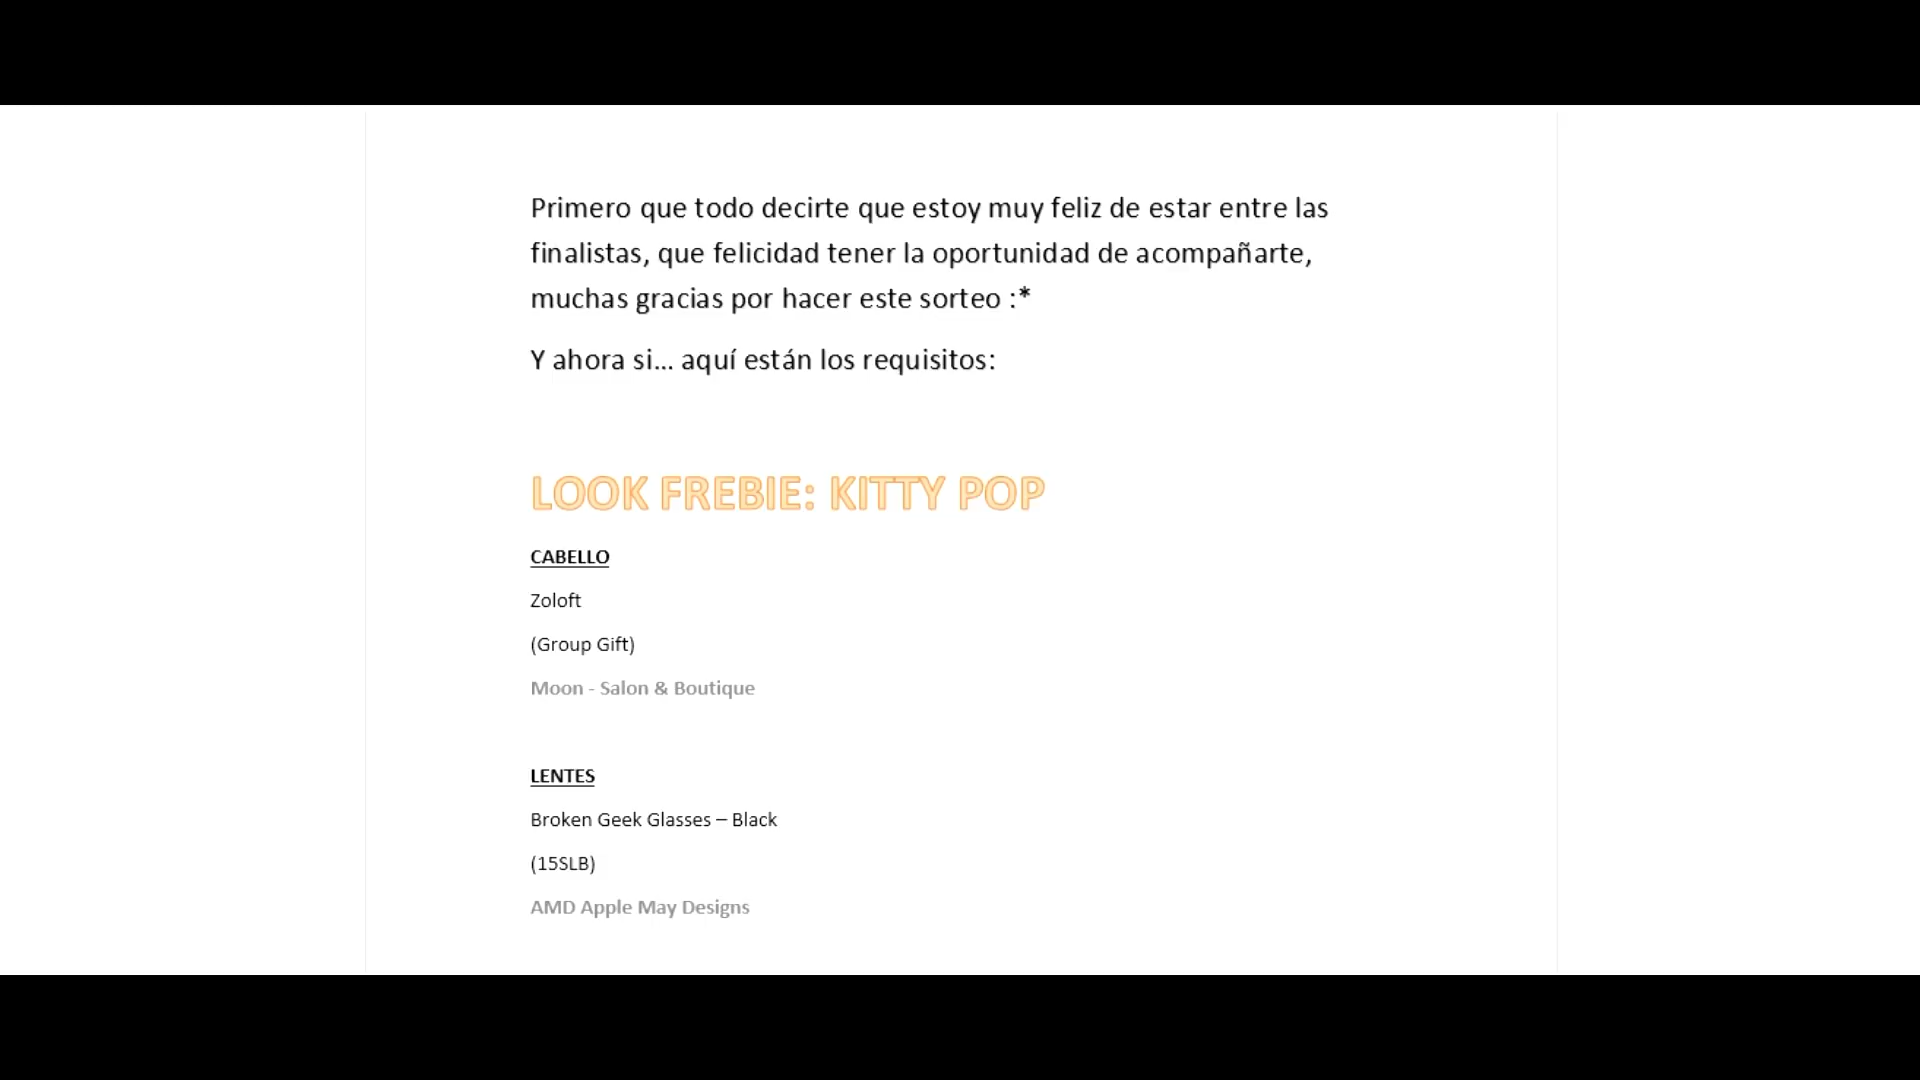 Primero que todo decirte que estoy muy feliz de estar entre las
finalistas, que felicidad tener la oportunidad de acompañarte,
muchas gracias por hacer este sorteo :*
Y ahora si... aquí están los requisitos:
LOOK FREBIE: KITTY POP
CABELLO
Zoloft
(Group Gift)
Moon - Salon & Boutique
LENTES
Broken Geek Glasses – Black
(15SLB)
AMD Apple May Designs